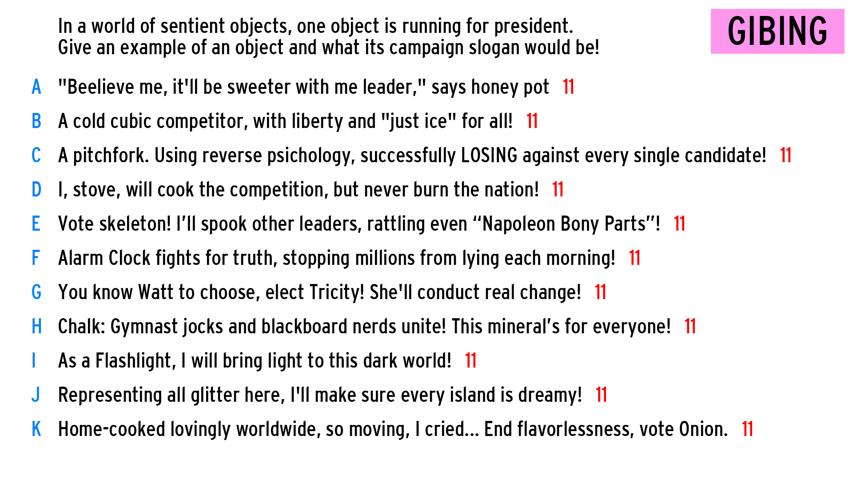 In a world of sentient objects, one object is running for president.
Give an example of an object and what its campaign slogan would be!
GIBING
A "Beelieve me, it'll be sweeter with me leader," says honey pot 11
B A cold cubic competitor, with liberty and "just ice" for all! 11
C A pitchfork. Using reverse psichology, successfully LOSING against every single candidate! 11
D I, stove, will cook the competition, but never burn the nation! 11
E Vote skeleton! I’ll spook other leaders, rattling even “Napoleon Bony Parts”! 11
F Alarm Clock fights for truth, stopping millions from lying each morning! 11
G You know Watt to choose, elect Tricity! She'll conduct real change! 11
H Chalk: Gymnast jocks and blackboard nerds unite! This mineral’s for everyone! 11
I As a Flashlight, I will bring light to this dark world! 11
J Representing all glitter here, I'll make sure every island is dreamy! 11
K Home-cooked lovingly worldwide, so moving, I cried... End flavorlessness, vote Onion. 11